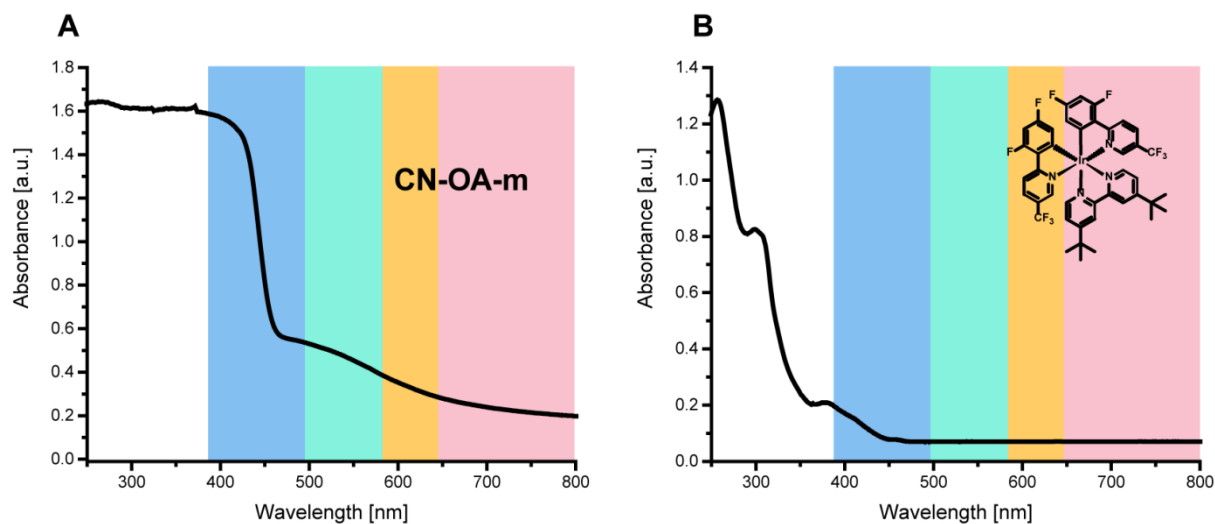 A
Absorbance [a.u.]
1.8
1.6
1.4
1.2
1.0
0.8
0.6
0.4
0.2
0.0
CN-OA-m
300
400
500
600
700
800
Wavelength [nm]
B
Absorbance [a.u.]
1.4
1.2
1.0
0.8
0.6
0.4
0.2
0.0
F
F
F
F
N
CF3
Ir
N
N
N
CF3
300
400
500
600
700
800
Wavelength [nm]